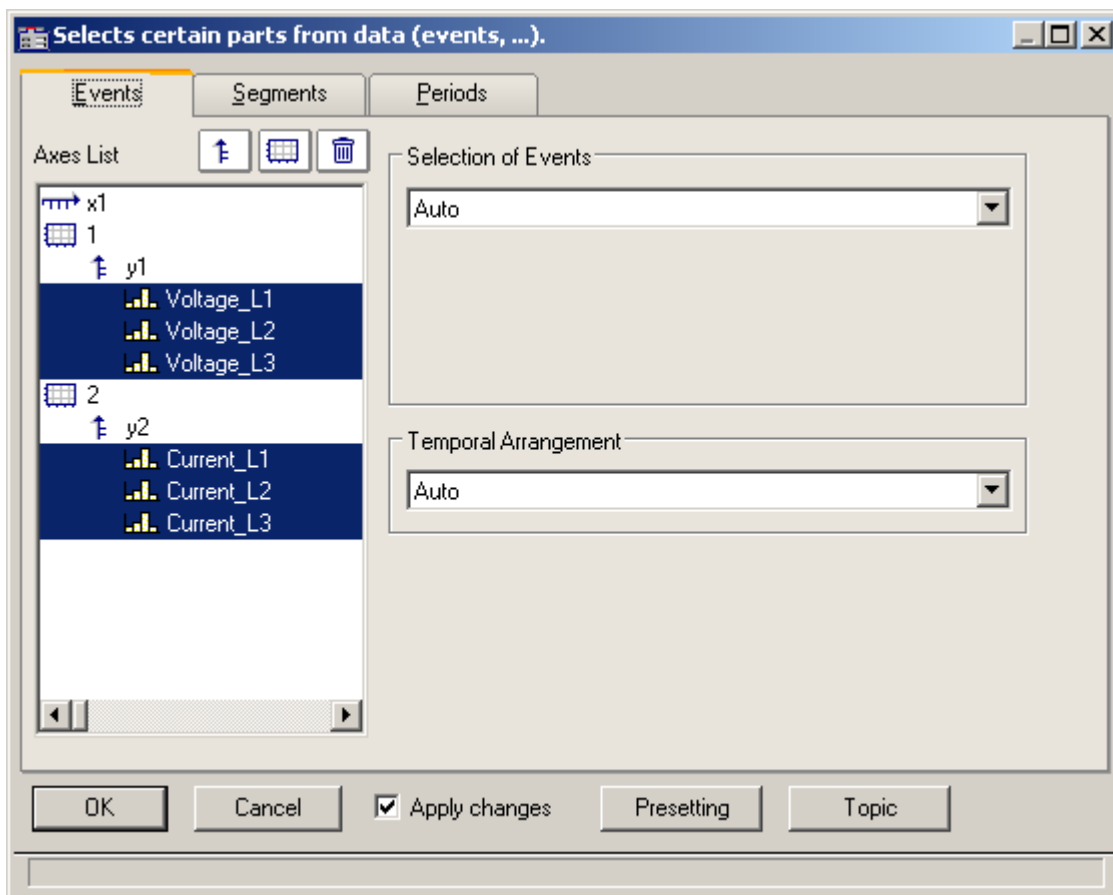 Selects certain parts from data (events, ...).
Events Segments Periods
Axes List
Selection of Events
x1
Auto
1
y1
Voltage_L1
Voltage_L2
Voltage_L3
2
y2
Temporal Arrangement
Current_L1
Auto
Current_L2
Current_L3
OK Cancel Apply changes Presetting Topic